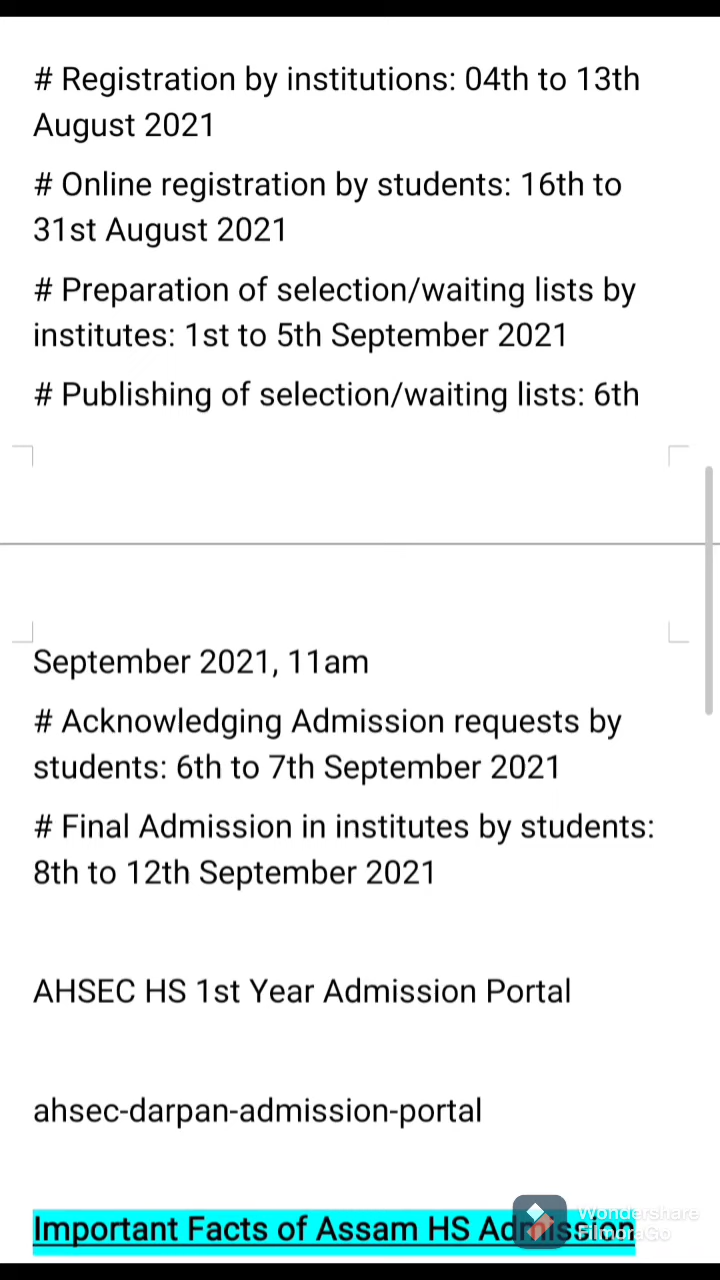 # Registration by institutions: 04th to 13th
August 2021
# Online registration by students: 16th to
31st August 2021
# Preparation of selection/waiting lists by
institutes: 1st to 5th September 2021
# Publishing of selection/waiting lists: 6th
September 2021, 11am
# Acknowledging Admission requests by
students: 6th to 7th September 2021
# Final Admission in institutes by students:
8th to 12th September 2021
AHSEC HS 1st Year Admission Portal
ahsec-darpan-admission-portal
Important Facts of Assam HS Admission
Wondershare
FilmoraGo